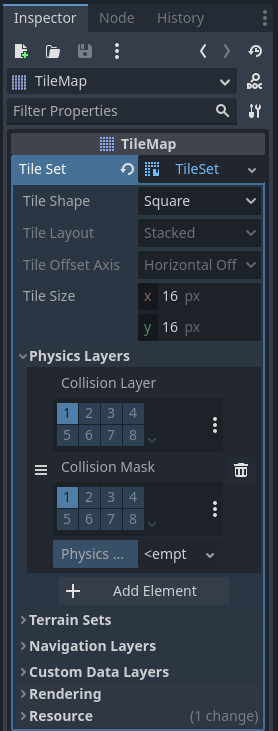 Inspector Node History
TileMap DOC
Filter Properties
TileMap
Tile Set TileSet
Tile Shape Square
Tile Layout Stacked
Tile Offset Axis Horizontal Off
Tile Size x 16 px
y 16 px
Physics Layers
Collision Layer
1 2 3 4
5 6 7 8
Collision Mask
1 2 3 4
5 6 7 8
Physics ... <empt
Add Element
Terrain Sets
Navigation Layers
Custom Data Layers
Rendering
Resource (1 change)